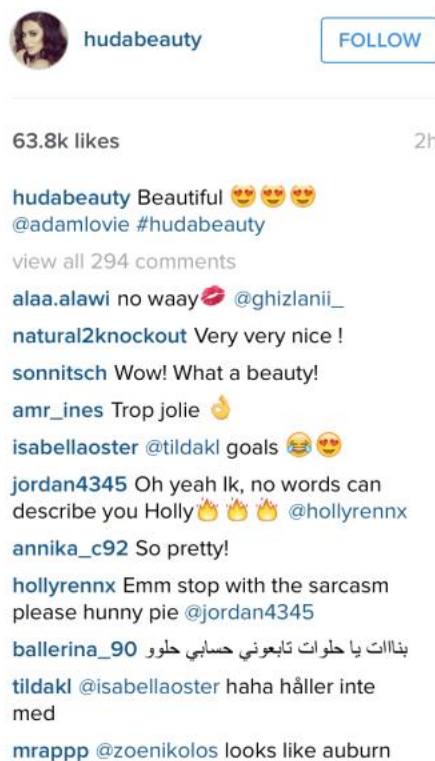 hudabeauty FOLLOW
63.8k likes 2h
hudabeauty Beautiful 😍😍😍
@adamlovie #hudabeauty
view all 294 comments
alaa.alawi no waay💋 @ghizlanii_
natural2knockout Very very nice !
sonnitsch Wow! What a beauty!
amr_ines Trop jolie 👌
isabellaoster @tildakl goals 😂😍
jordan4345 Oh yeah Ik, no words can
describe you Holly🔥🔥🔥 @hollyrennx
annika_c92 So pretty!
hollyrennx Emm stop with the sarcasm
please hunny pie @jordan4345
ballerina_90 بنااات يا حلوات تابعوني حسابي حلوو
tildakl @isabellaoster haha håller inte
med
mrappp @zoenikolos looks like auburn